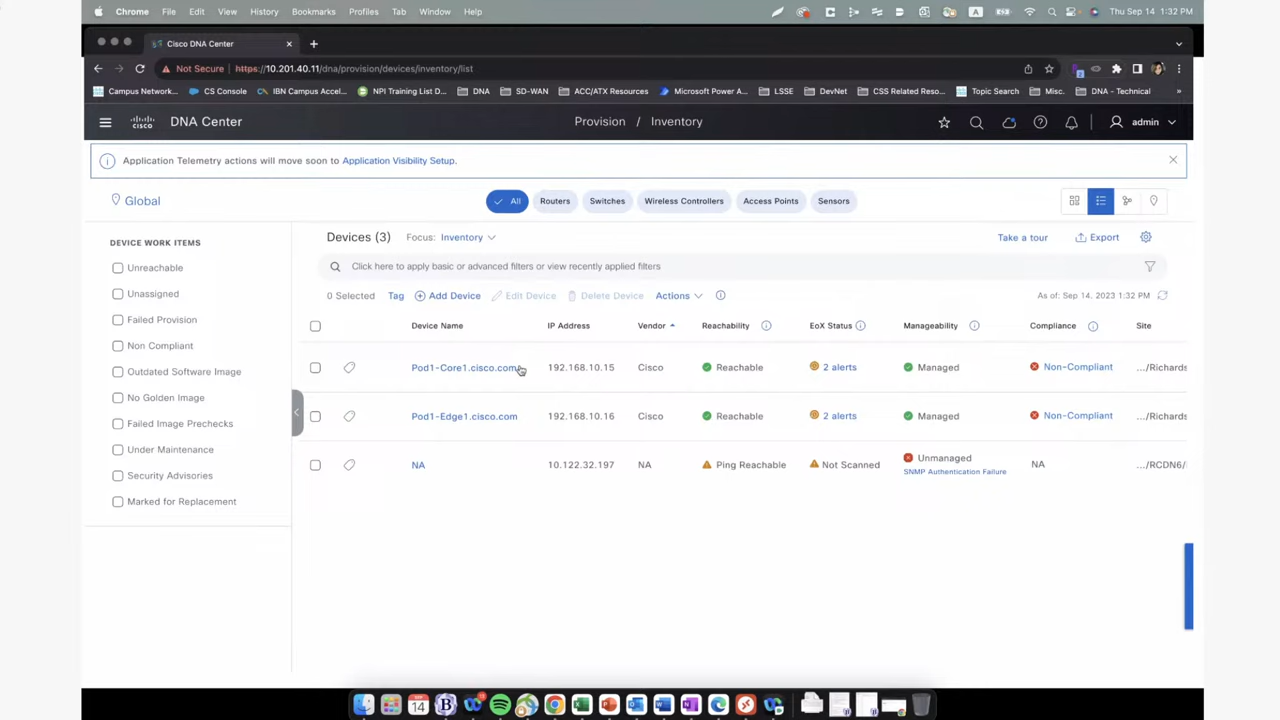 Chrome File Edit View History Bookmarks Profiles Tab Window Help Thu Sep 14 1:32 PM
Cisco DNA Center
Not Secure https://10.201.40.11/dna/provision/devices/inventory/list
Campus Network... CS Console IBN Campus Accel... NPI Training List D... DNA SD-WAN ACC/ATX Resources Microsoft Power A... LSSE DevNet CSS Related Reso... Topic Search Misc. DNA - Technical »
cisco DNA Center Provision / Inventory admin
Application Telemetry actions will move soon to Application Visibility Setup.
Global All Routers Switches Wireless Controllers Access Points Sensors
DEVICE WORK ITEMS
Unreachable
Unassigned
Failed Provision
Non Compliant
Outdated Software Image
No Golden Image
Failed Image Prechecks
Under Maintenance
Security Advisories
Marked for Replacement
Devices (3) Focus: Inventory Take a tour Export
Click here to apply basic or advanced filters or view recently applied filters
0 Selected Tag Add Device Edit Device Delete Device Actions As of: Sep 14, 2023 1:32 PM
Device Name IP Address Vendor Reachability EoX Status Manageability Compliance Site
Pod1-Core1.cisco.com 192.168.10.15 Cisco Reachable 2 alerts Managed Non-Compliant .../Richards
Pod1-Edge1.cisco.com 192.168.10.16 Cisco Reachable 2 alerts Managed Non-Compliant .../Richards
NA 10.122.32.197 NA Ping Reachable Not Scanned Unmanaged NA .../RCDN6/
SNMP Authentication Failure
SEP
14